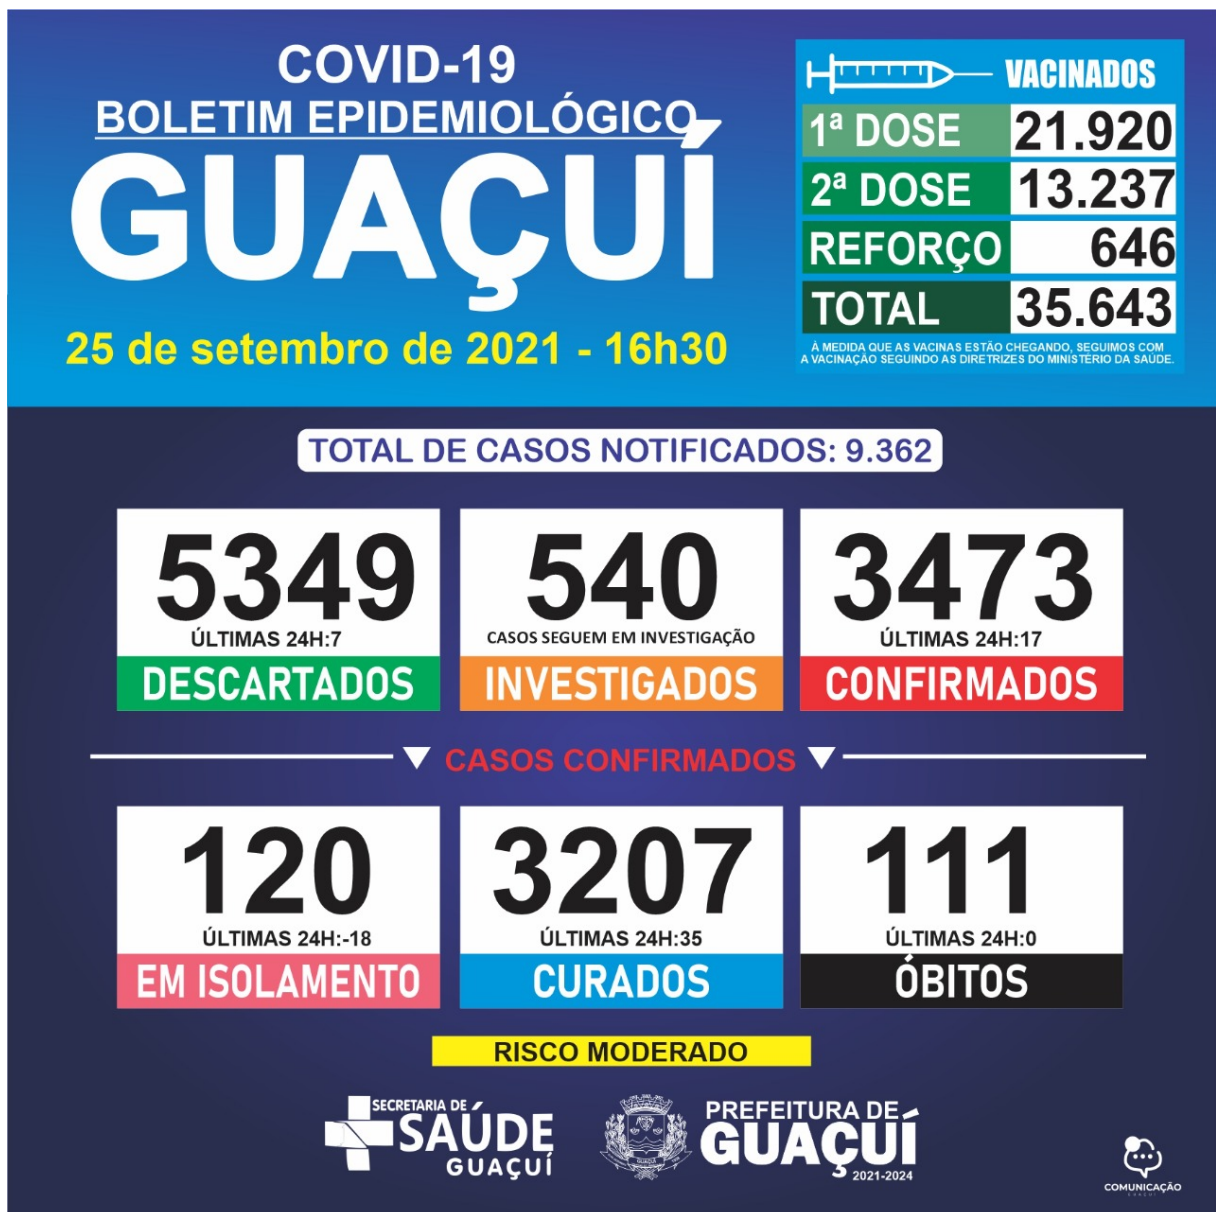 COVID-19
BOLETIM EPIDEMIOLÓGICO
GUAÇUÍ
25 de setembro de 2021 - 16h30
VACINADOS
1ª DOSE 21.920
2ª DOSE 13.237
REFORÇO 646
TOTAL 35.643
À MEDIDA QUE AS VACINAS ESTÃO CHEGANDO, SEGUIMOS COM
A VACINAÇÃO SEGUINDO AS DIRETRIZES DO MINISTÉRIO DA SAÚDE.
TOTAL DE CASOS NOTIFICADOS: 9.362
5349
ÚLTIMAS 24H:7
DESCARTADOS
540
CASOS SEGUEM EM INVESTIGAÇÃO
INVESTIGADOS
3473
ÚLTIMAS 24H:17
CONFIRMADOS
CASOS CONFIRMADOS
120
ÚLTIMAS 24H:-18
EM ISOLAMENTO
3207
ÚLTIMAS 24H:35
CURADOS
111
ÚLTIMAS 24H:0
ÓBITOS
RISCO MODERADO
SECRETARIA DE
SAÚDE
GUAÇUÍ
GUAÇUÍ
PREFEITURA DE
GUAÇUÍ
2021-2024
COMUNICAÇÃO
GUAÇUÍ